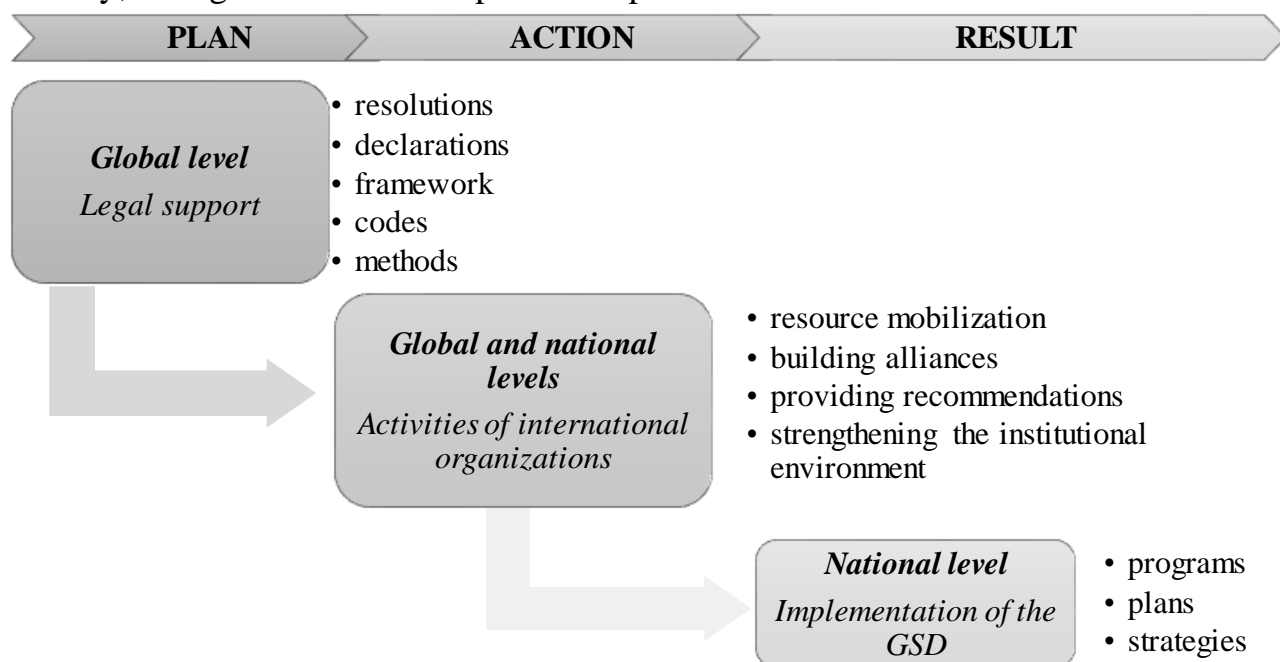 PLAN
ACTION
RESULT
Global level
Legal support
• resolutions
• declarations
• framework
• codes
• methods
Global and national
levels
Activities of international
organizations
• resource mobilization
• building alliances
• providing recommendations
• strengthening the institutional
environment
National level
Implementation of the
GSD
• programs
• plans
• strategies